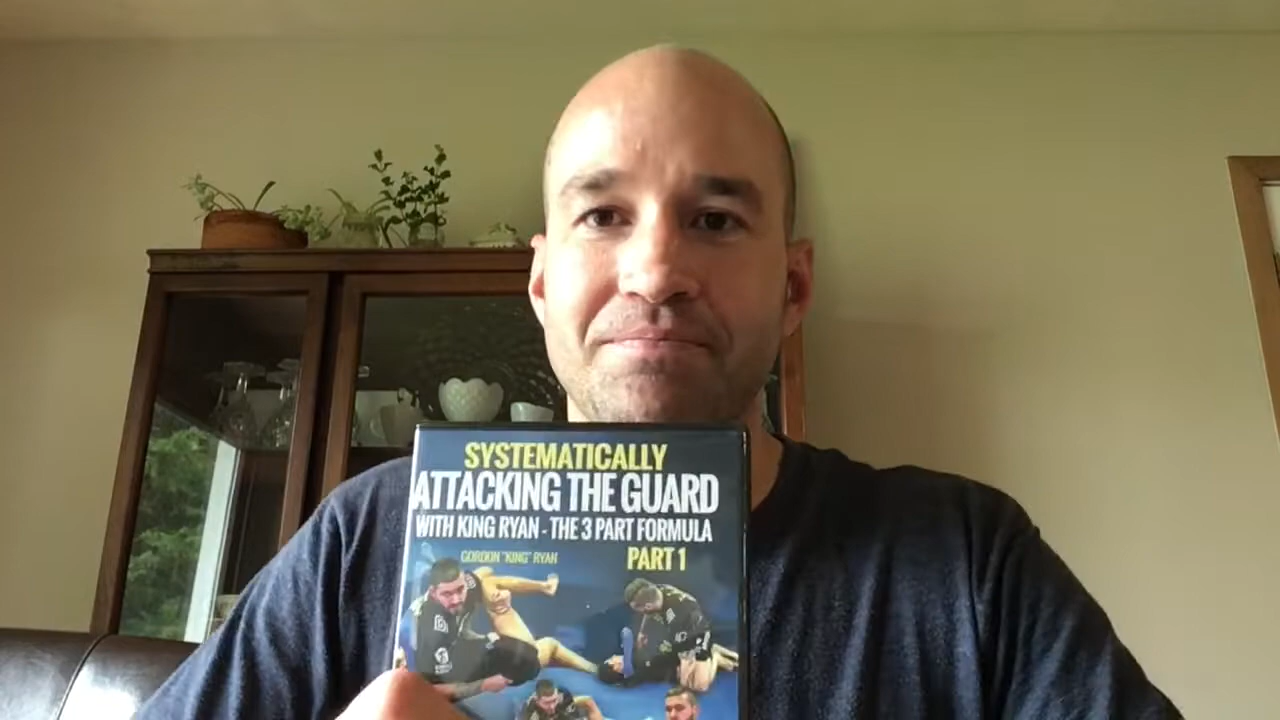 SYSTEMATICALLY
ATTACKING THE GUARD
WITH KING RYAN - THE 3 PART FORMULA
GORDON "KING" RYAN
PART 1